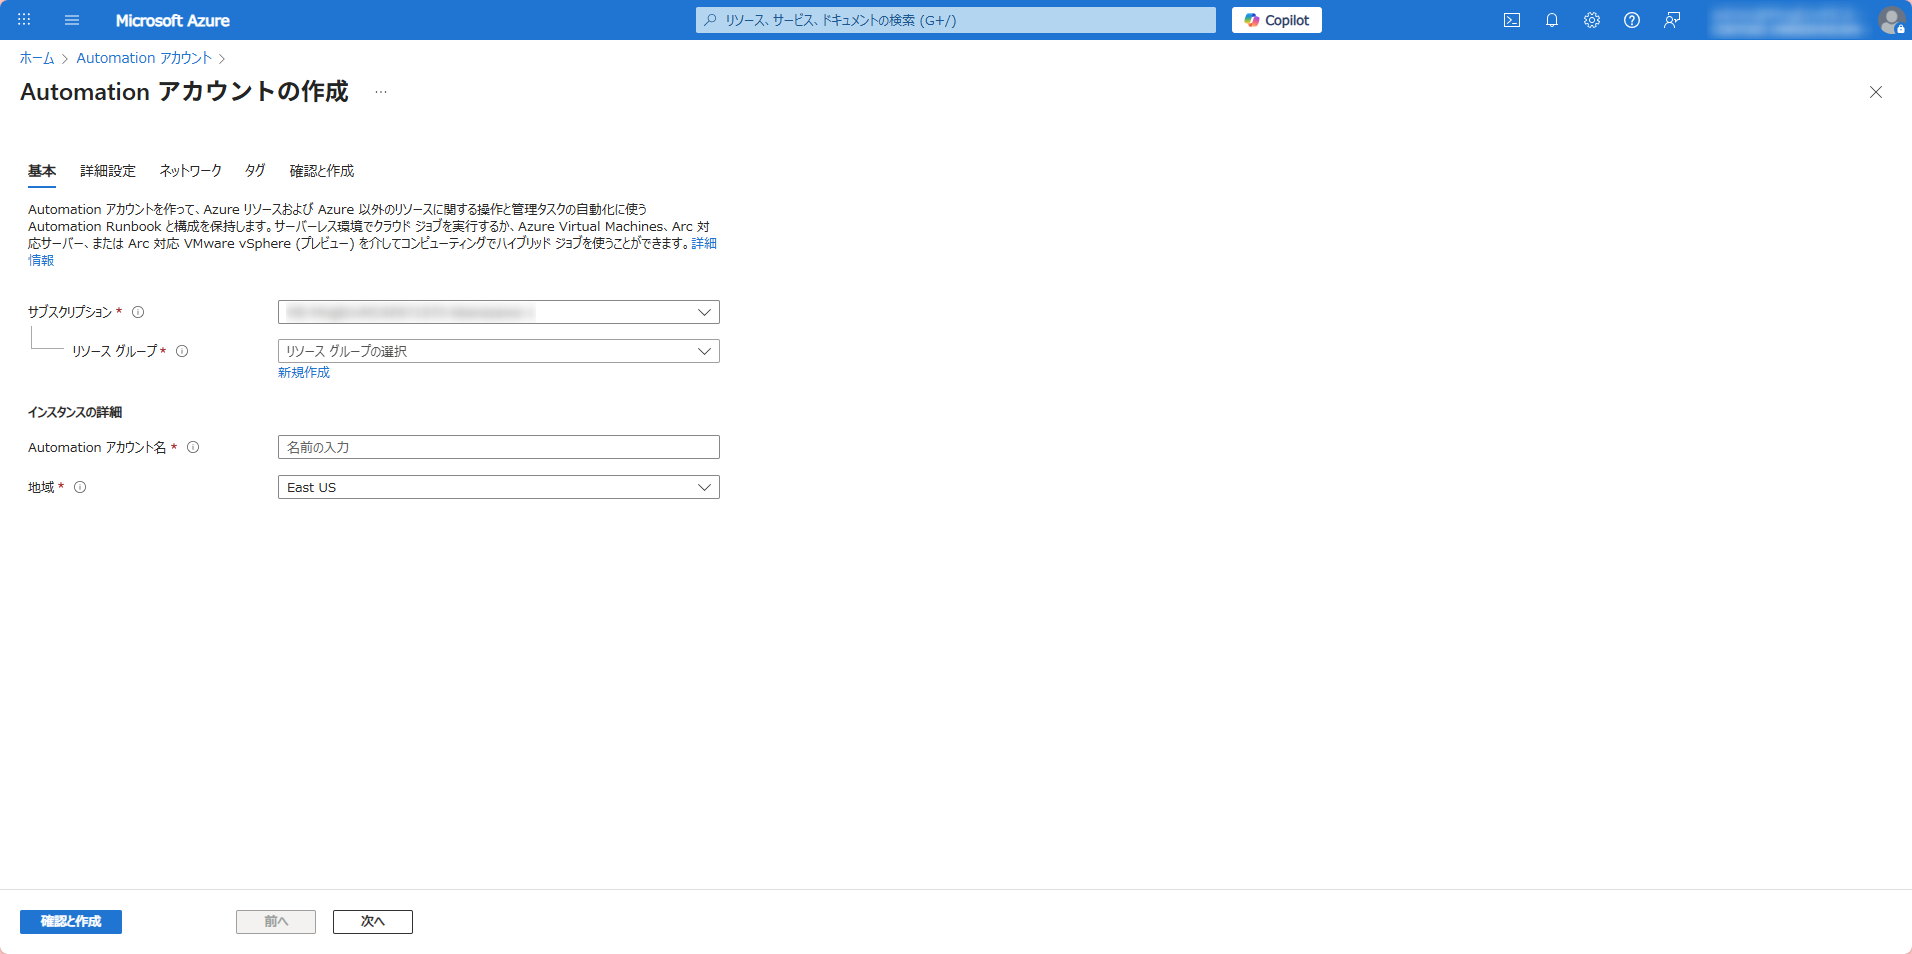 Microsoft Azure
リソース、サービス、ドキュメントの検索 (G+/)
Copilot
ホーム > Automation アカウント >
Automation アカウントの作成 ...
基本 詳細設定 ネットワーク タグ 確認と作成
Automation アカウントを作って、Azure リソースおよび Azure 以外のリソースに関する操作と管理タスクの自動化に使う
Automation Runbook と構成を保持します。サーバーレス環境でクラウド ジョブを実行するか、Azure Virtual Machines、Arc 対
応サーバー、または Arc 対応 VMware vSphere (プレビュー) を介してコンピューティングでハイブリッド ジョブを使うことができます。詳細
情報
サブスクリプション *
リソース グループ * リソース グループの選択
新規作成
インスタンスの詳細
Automation アカウント名 * 名前の入力
地域 * East US
確認と作成 前へ 次へ